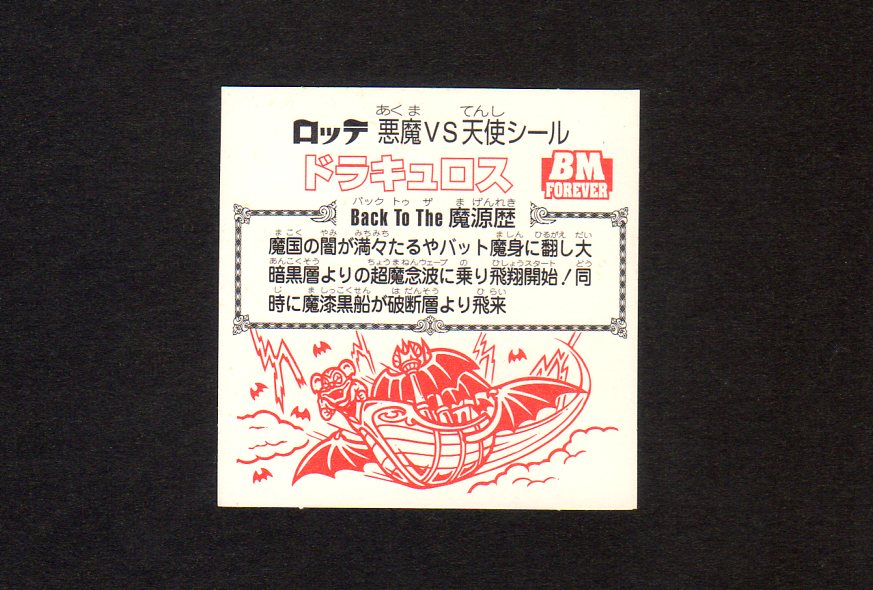 ロッテ 悪魔VS天使シール
あくま てんし
ドラキュロス
BM
FOREVER
バック トゥ ザ まげんれき
Back To The 魔源歴
まこく やみ みちみち ましん ひるがえ だい
魔国の闇が満々たるやバット魔身に翻し大
あんこくそう ちょうまねんウェーブ の ひしょうスタート どう
暗黒層よりの超魔念波に乗り飛翔開始!同
じ ま しっこくせん はだんそう ひらい
時に魔漆黒船が破断層より飛来